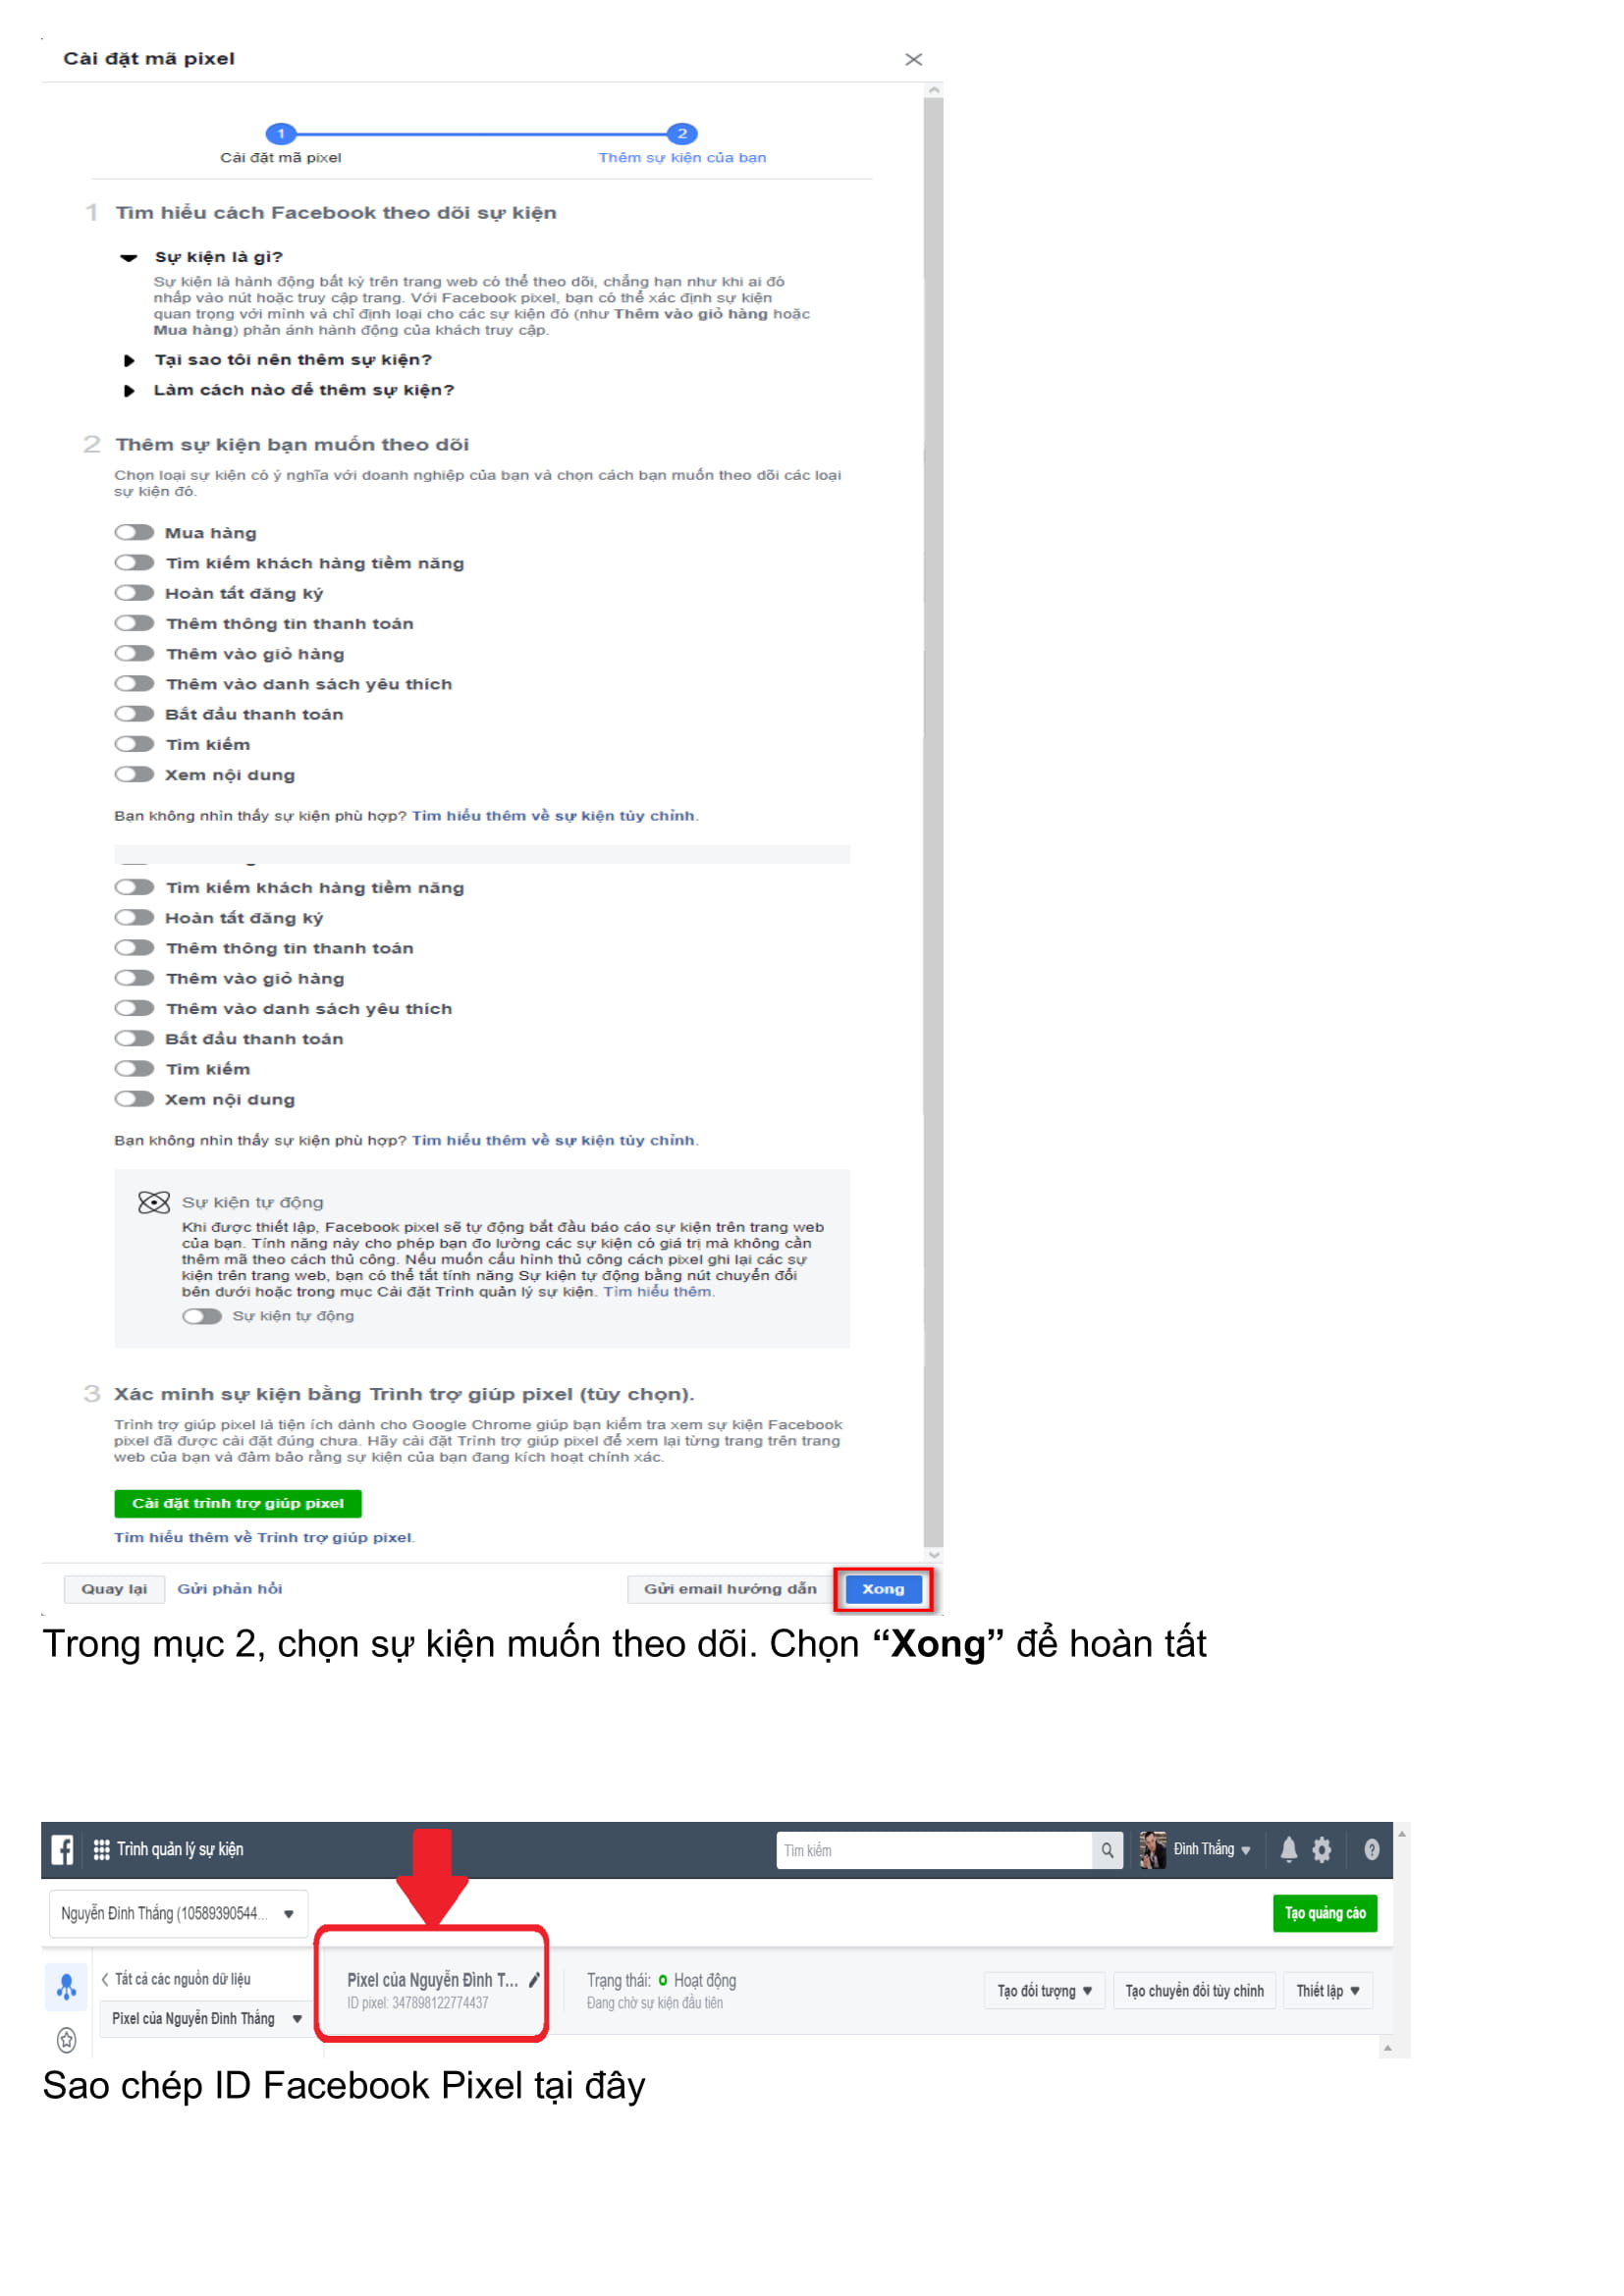 Cài đặt mã pixel
1
2
Cài đặt mã pixel
Thêm sự kiện của bạn
1 Tìm hiểu cách Facebook theo dõi sự kiện
Sự kiện là gì?
Sự kiện là hành động bất kỳ trên trang web có thể theo dõi, chẳng hạn như khi ai đó
nhấp vào nút hoặc truy cập trang. Với Facebook pixel, bạn có thể xác định sự kiện
quan trọng với mình và chỉ định loại cho các sự kiện đó (như Thêm vào giỏ hàng hoặc
Mua hàng) phản ánh hành động của khách truy cập.
Tại sao tôi nên thêm sự kiện?
Làm cách nào để thêm sự kiện?
2 Thêm sự kiện bạn muốn theo dõi
Chọn loại sự kiện có ý nghĩa với doanh nghiệp của bạn và chọn cách bạn muốn theo dõi các loại
sự kiện đó.
Mua hàng
Tìm kiếm khách hàng tiềm năng
Hoàn tất đăng ký
Thêm thông tin thanh toán
Thêm vào giỏ hàng
Thêm vào danh sách yêu thích
Bắt đầu thanh toán
Tìm kiếm
Xem nội dung
Bạn không nhìn thấy sự kiện phù hợp? Tìm hiểu thêm về sự kiện tùy chỉnh.
Tìm kiếm khách hàng tiềm năng
Hoàn tất đăng ký
Thêm thông tin thanh toán
Thêm vào giỏ hàng
Thêm vào danh sách yêu thích
Bắt đầu thanh toán
Tìm kiếm
Xem nội dung
Bạn không nhìn thấy sự kiện phù hợp? Tìm hiểu thêm về sự kiện tùy chỉnh.
Sự kiện tự động
Khi được thiết lập, Facebook pixel sẽ tự động bắt đầu báo cáo sự kiện trên trang web
của bạn. Tính năng này cho phép bạn đo lường các sự kiện có giá trị mà không cần
thêm mã theo cách thủ công. Nếu muốn cấu hình thủ công cách pixel ghi lại các sự
kiện trên trang web, bạn có thể tắt tính năng Sự kiện tự động bằng nút chuyển đổi
bên dưới hoặc trong mục Cài đặt Trình quản lý sự kiện. Tìm hiểu thêm.
Sự kiện tự động
3 Xác minh sự kiện bằng Trình trợ giúp pixel (tùy chọn).
Trình trợ giúp pixel là tiện ích dành cho Google Chrome giúp bạn kiểm tra xem sự kiện Facebook
pixel đã được cài đặt đúng chưa. Hãy cài đặt Trình trợ giúp pixel để xem lại từng trang trên trang
web của bạn và đảm bảo rằng sự kiện của bạn đang kích hoạt chính xác.
Cài đặt trình trợ giúp pixel
Tìm hiểu thêm về Trình trợ giúp pixel.
Quay lại Gửi phản hồi Gửi email hướng dẫn Xong
Trong mục 2, chọn sự kiện muốn theo dõi. Chọn “Xong” để hoàn tất
Trình quản lý sự kiện Tìm kiếm Đình Thắng
Nguyễn Đình Thắng (10589390544... Tạo quảng cáo
Tất cả các nguồn dữ liệu
Pixel của Nguyễn Đình Thắng
Pixel của Nguyễn Đình T...
ID pixel: 347898122774437
Trạng thái: Hoạt động
Đang chờ sự kiện đầu tiên
Tạo đối tượng Tạo chuyển đổi tùy chỉnh Thiết lập
Sao chép ID Facebook Pixel tại đây